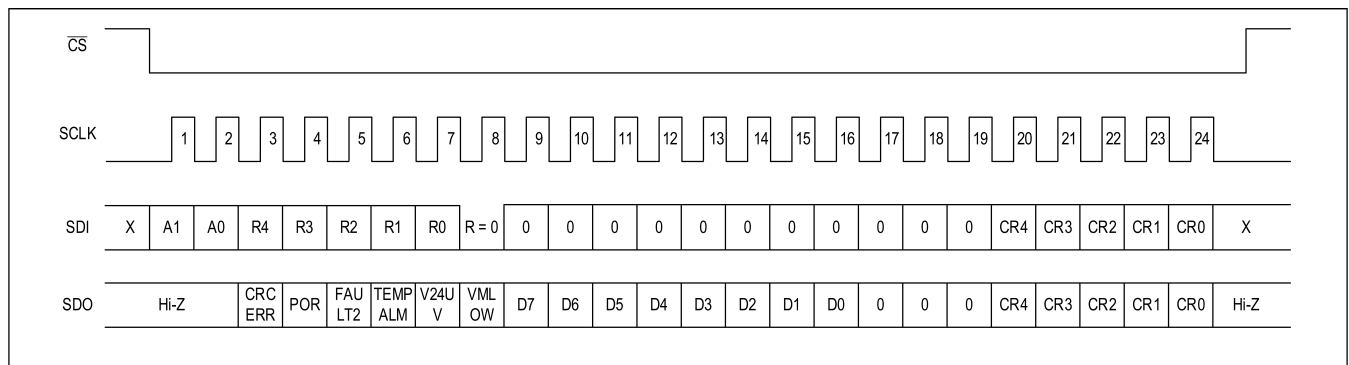 CS
SCLK 1 2 3 4 5 6 7 8 9 10 11 12 13 14 15 16 17 18 19 20 21 22 23 24
SDI X A1 A0 R4 R3 R2 R1 R0 R = 0 0 0 0 0 0 0 0 0 0 0 0 CR4 CR3 CR2 CR1 CR0 X
SDO Hi-Z CRC ERR POR FAU LT2 TEMP ALM V24U V VML OW D7 D6 D5 D4 D3 D2 D1 D0 0 0 0 CR4 CR3 CR2 CR1 CR0 Hi-Z